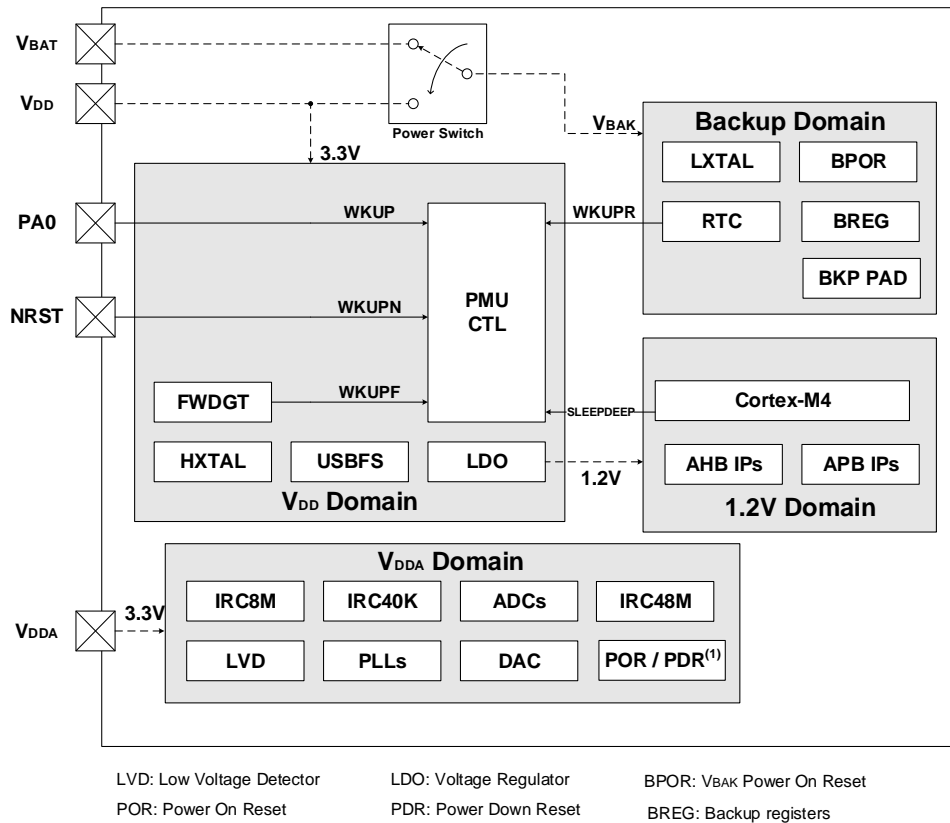 VBAT
VDD
Power Switch
VBAK
3.3V
Backup Domain
LXTAL
BPOR
RTC
BREG
BKP PAD
PA0
WKUP
WKUPR
PMU
CTL
NRST
WKUPN
FWDGT
WKUPF
SLEEPDEEP
Cortex-M4
HXTAL
USBFS
LDO
1.2V
AHB IPs
APB IPs
VDD Domain
1.2V Domain
VDDA Domain
VDDA
3.3V
IRC8M
IRC40K
ADCs
IRC48M
LVD
PLLs
DAC
POR / PDR(1)
LVD: Low Voltage Detector
LDO: Voltage Regulator
BPOR: VBAK Power On Reset
POR: Power On Reset
PDR: Power Down Reset
BREG: Backup registers